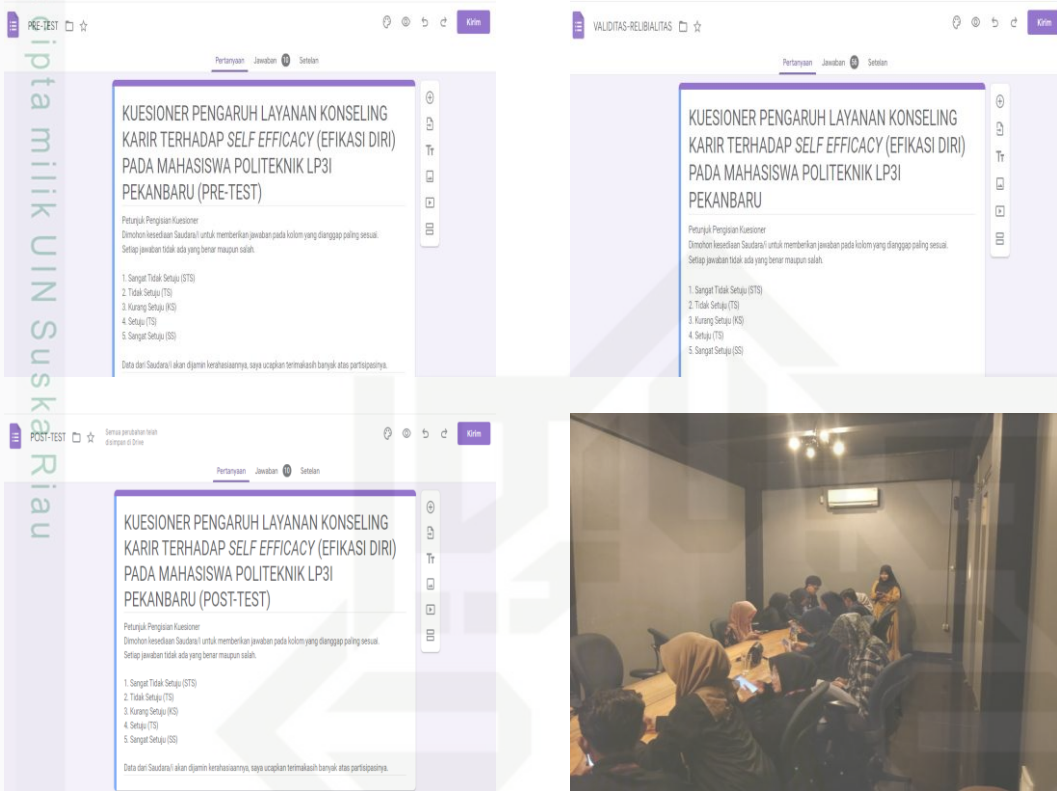 PRE-TEST
Kirim
Pertanyaan Jawaban 10 Setelan
KUESIONER PENGARUH LAYANAN KONSELING
KARIR TERHADAP SELF EFFICACY (EFIKASI DIRI)
PADA MAHASISWA POLITEKNIK LP3I
PEKANBARU (PRE-TEST)
Petunjuk Pengisian Kuesioner
Dimohon kesediaan Saudara/i untuk memberikan jawaban pada kolom yang dianggap paling sesuai.
Setiap jawaban tidak ada yang benar maupun salah.
1. Sangat Tidak Setuju (STS)
2. Tidak Setuju (TS)
3. Kurang Setuju (KS)
4. Setuju (TS)
5. Sangat Setuju (SS)
Data dari Saudara/i akan dijamin kerahasiaannya, saya ucapkan terimakasih banyak atas partisipasinya.
VALIDITAS-RELIBIALITAS
Kirim
Pertanyaan Jawaban Setelan
KUESIONER PENGARUH LAYANAN KONSELING
KARIR TERHADAP SELF EFFICACY (EFIKASI DIRI)
PADA MAHASISWA POLITEKNIK LP3I
PEKANBARU
Petunjuk Pengisian Kuesioner
Dimohon kesediaan Saudara/i untuk memberikan jawaban pada kolom yang dianggap paling sesuai.
Setiap jawaban tidak ada yang benar maupun salah.
1. Sangat Tidak Setuju (STS)
2. Tidak Setuju (TS)
3. Kurang Setuju (KS)
4. Setuju (TS)
5. Sangat Setuju (SS)
POST-TEST
Semua perubahan telah
disimpan di Drive
Kirim
Pertanyaan Jawaban 10 Setelan
KUESIONER PENGARUH LAYANAN KONSELING
KARIR TERHADAP SELF EFFICACY (EFIKASI DIRI)
PADA MAHASISWA POLITEKNIK LP3I
PEKANBARU (POST-TEST)
Petunjuk Pengisian Kuesioner
Dimohon kesediaan Saudara/i untuk memberikan jawaban pada kolom yang dianggap paling sesuai.
Setiap jawaban tidak ada yang benar maupun salah.
1. Sangat Tidak Setuju (STS)
2. Tidak Setuju (TS)
3. Kurang Setuju (KS)
4. Setuju (TS)
5. Sangat Setuju (SS)
Data dari Saudara/i akan dijamin kerahasiaannya, saya ucapkan terimakasih banyak atas partisipasinya.
cipta milik UIN Suska Riau